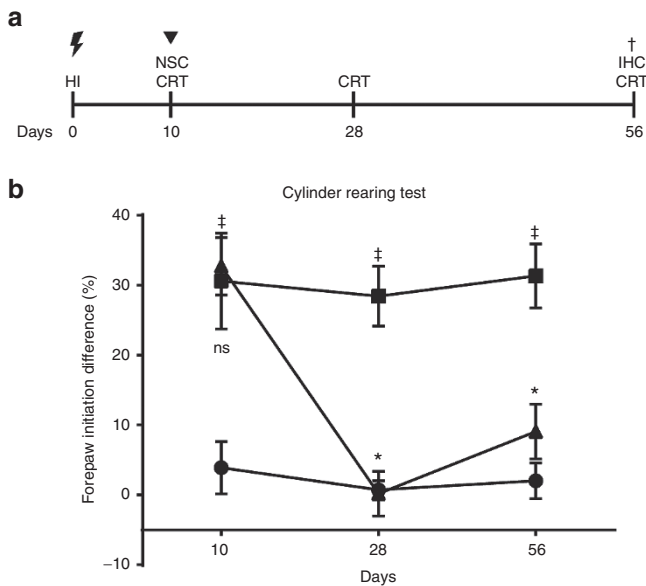 a
†
NSC IHC
HI CRT CRT CRT
Days 0 10 28 56
b
Cylinder rearing test
Forepaw initiation difference (%)
40
30
20
10
0
−10
‡
‡
‡
ns
*
*
10 28 56
Days